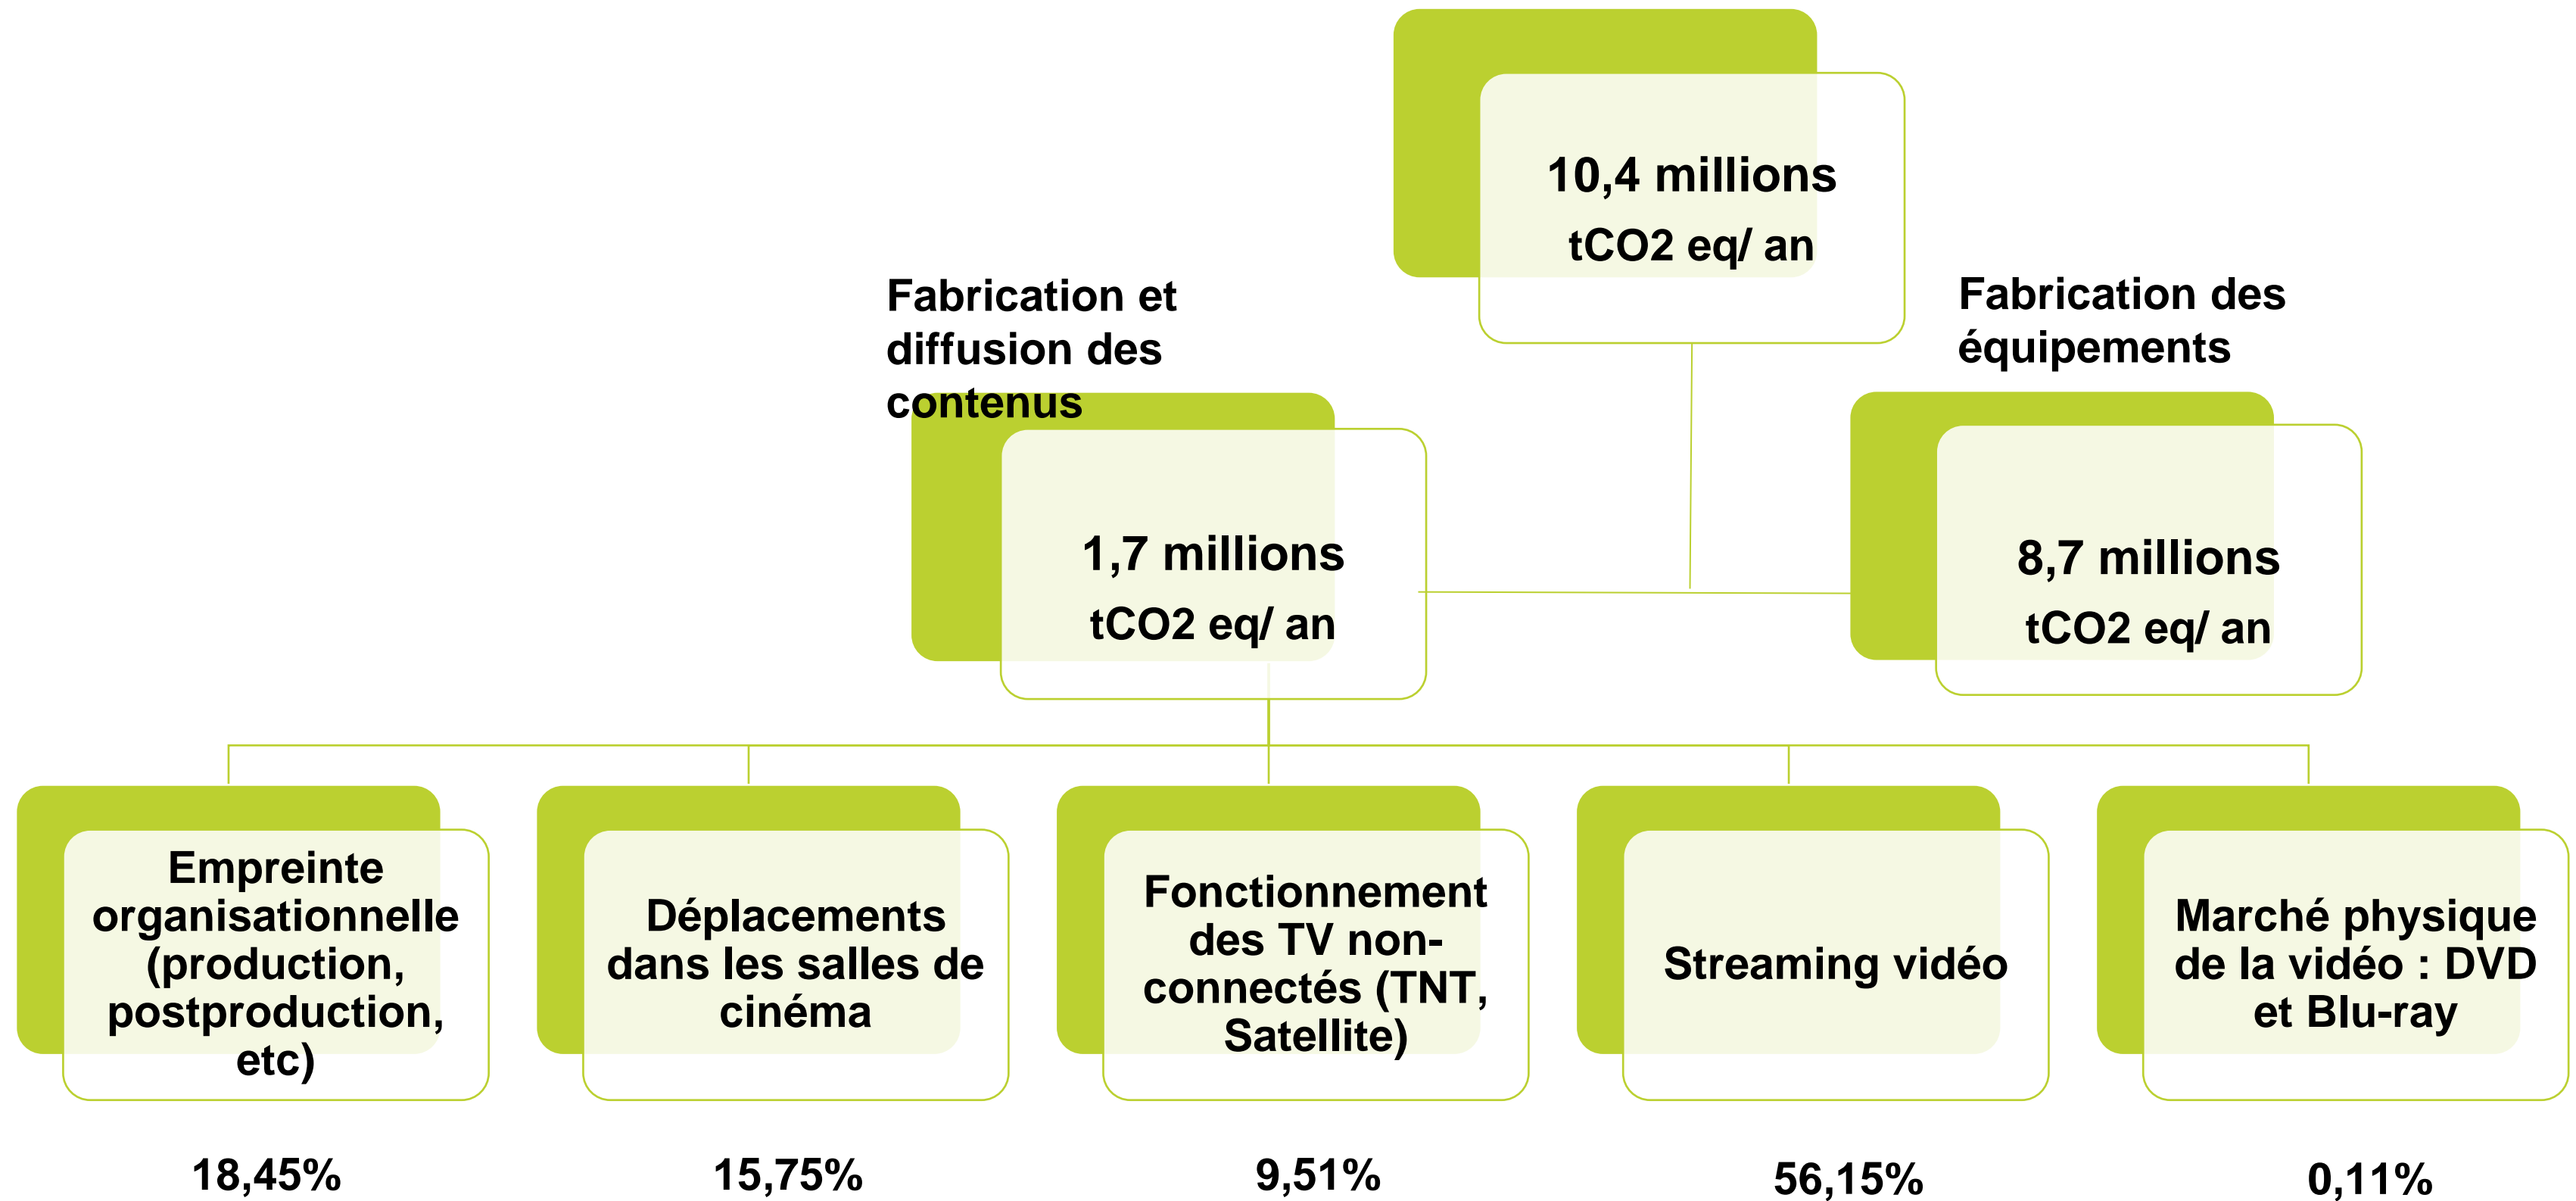 10,4 millions
tCO2 eq/ an
Fabrication et
diffusion des
contenus
Fabrication des
équipements
1,7 millions
tCO2 eq/ an
8,7 millions
tCO2 eq/ an
Empreinte
organisationnelle
(production,
postproduction,
etc)
Déplacements
dans les salles de
cinéma
Fonctionnement
des TV non-
connectés (TNT,
Satellite)
Streaming vidéo
Marché physique
de la vidéo : DVD
et Blu-ray
18,45%
15,75%
9,51%
56,15%
0,11%